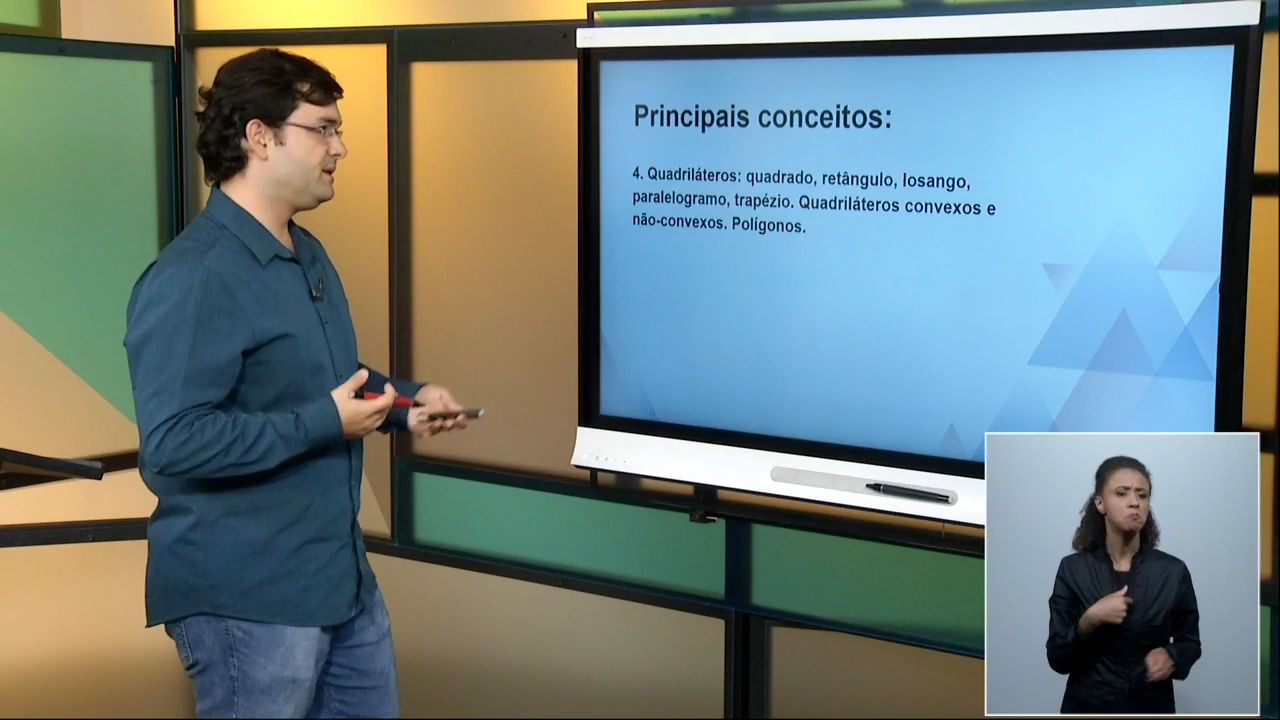 Principais conceitos:
4. Quadriláteros: quadrado, retângulo, losango,
paralelogramo, trapézio. Quadriláteros convexos e
não-convexos. Polígonos.